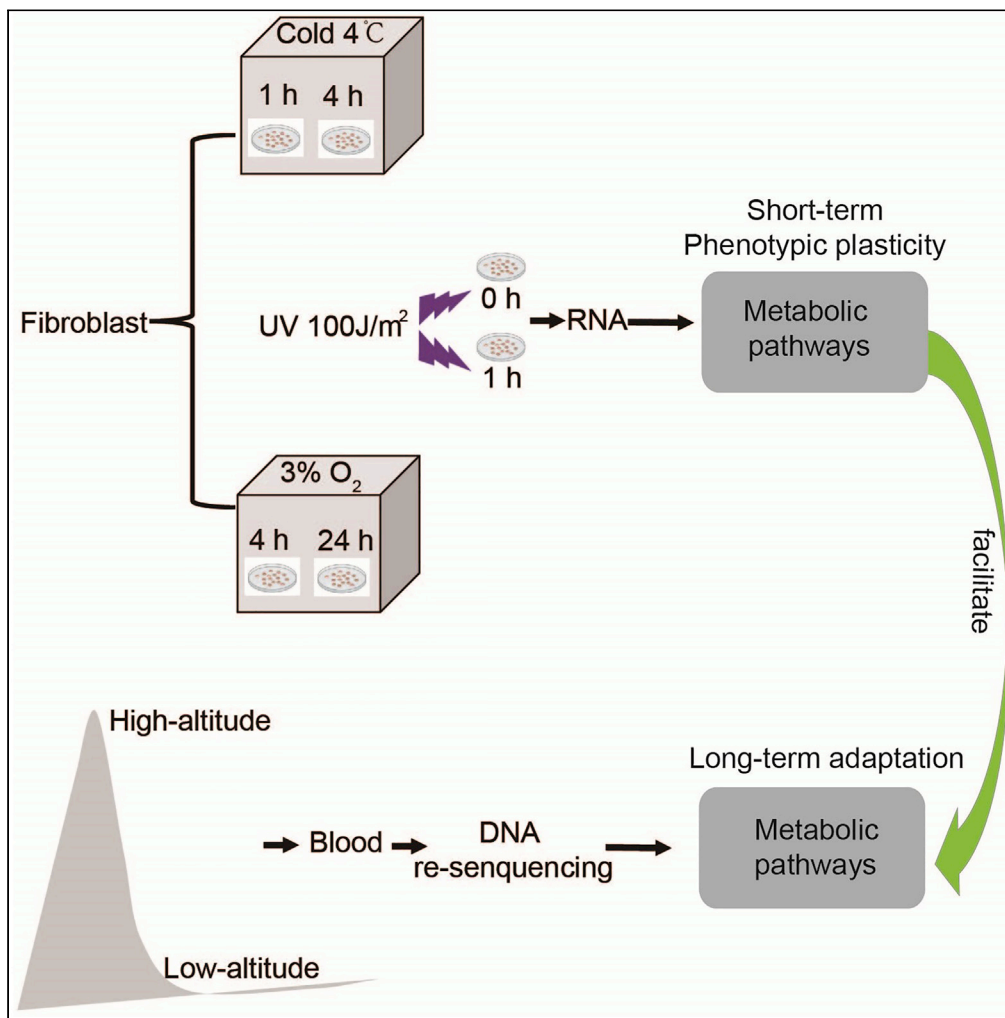 Cold 4℃
1 h 4 h
Short-term
Phenotypic plasticity
Fibroblast
UV 100J/m²
0 h
1 h
RNA
Metabolic
pathways
3% O₂
4 h 24 h
facilitate
High-altitude
Low-altitude
Blood
DNA
re-senquencing
Long-term adaptation
Metabolic
pathways